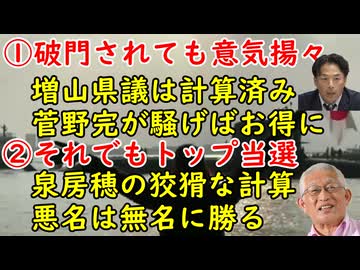 ①破門されても意気揚々
増山県議は計算済み
菅野完が騒げばお得に
②それでもトップ当選
泉房穂の狡猾な計算
悪名は無名に勝る